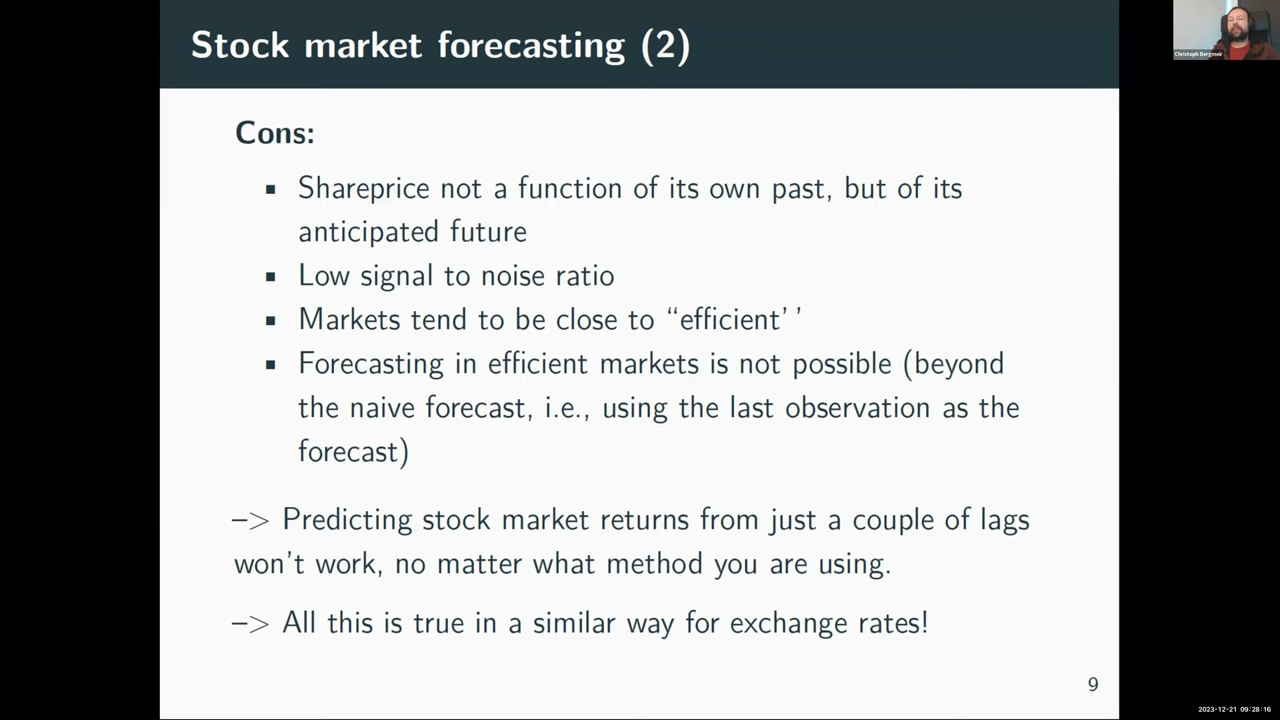 Stock market forecasting (2)
Christoph Bergmeir
Cons:
▪ Shareprice not a function of its own past, but of its
anticipated future
▪ Low signal to noise ratio
▪ Markets tend to be close to “efficient’ ’
▪ Forecasting in efficient markets is not possible (beyond
the naive forecast, i.e., using the last observation as the
forecast)
–> Predicting stock market returns from just a couple of lags
won’t work, no matter what method you are using.
–> All this is true in a similar way for exchange rates!
9
2023-12-21 09:28:16